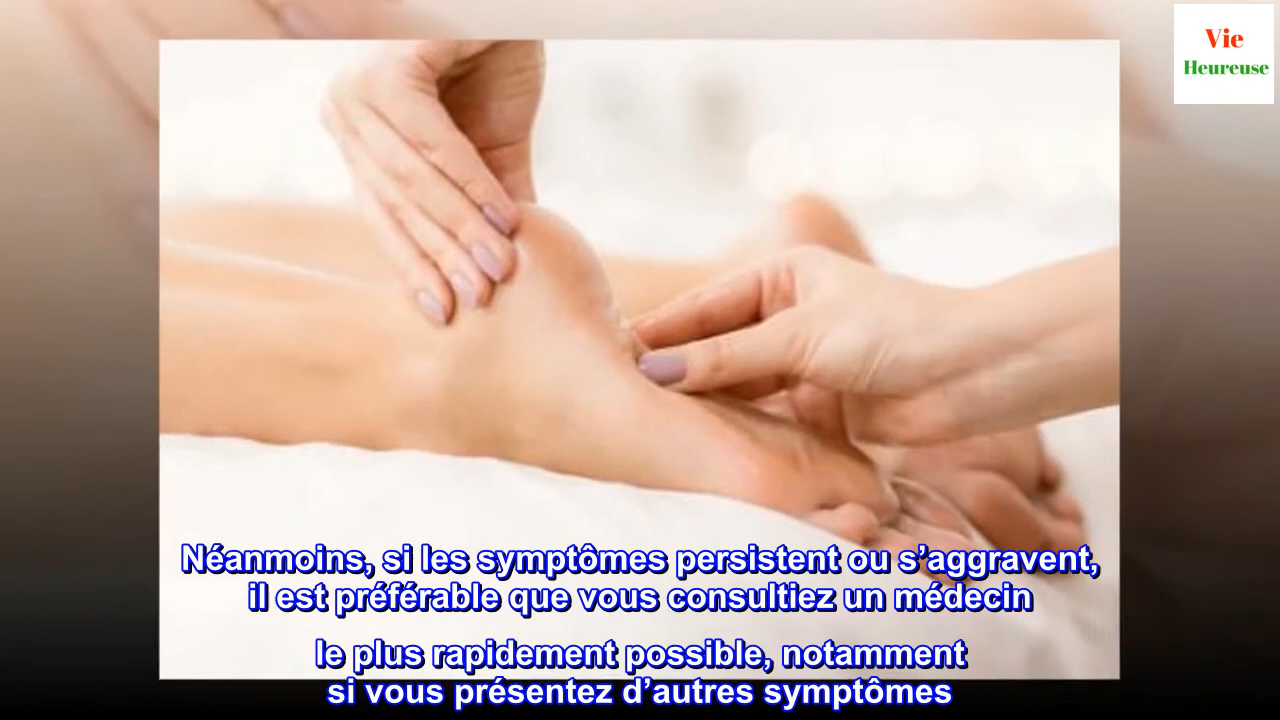 Vie
Heureuse
Néanmoins, si les symptômes persistent ou s’aggravent,
il est préférable que vous consultiez un médecin
le plus rapidement possible, notamment
si vous présentez d’autres symptômes